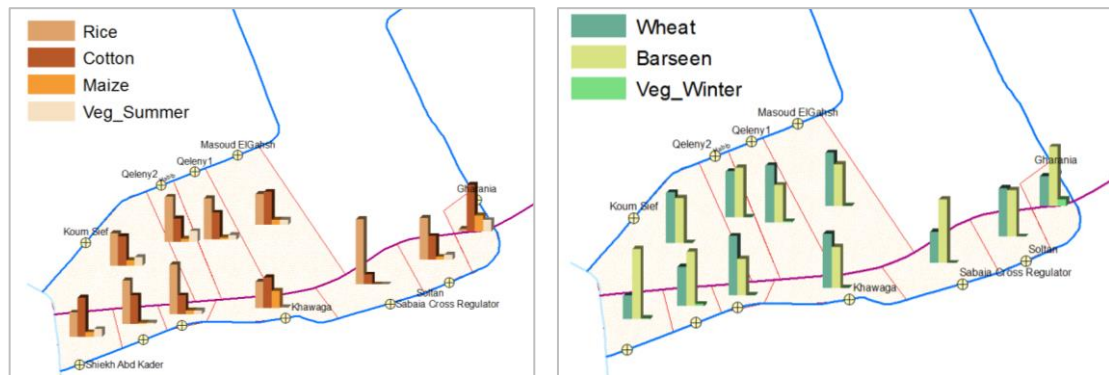 Rice
Cotton
Maize
Veg_Summer
Masoud ElGahsh
Qeleny1
Qeleny2
Koum Sief
Gharania
Soltan
Sabaia Cross Regulator
Khawaga
Shiekh Abd Kader
Wheat
Barseen
Veg_Winter
Masoud ElGahsh
Qeleny1
Qeleny2
Koum Sief
Gharania
Soltan
Sabaia Cross Regulator
Khawaga